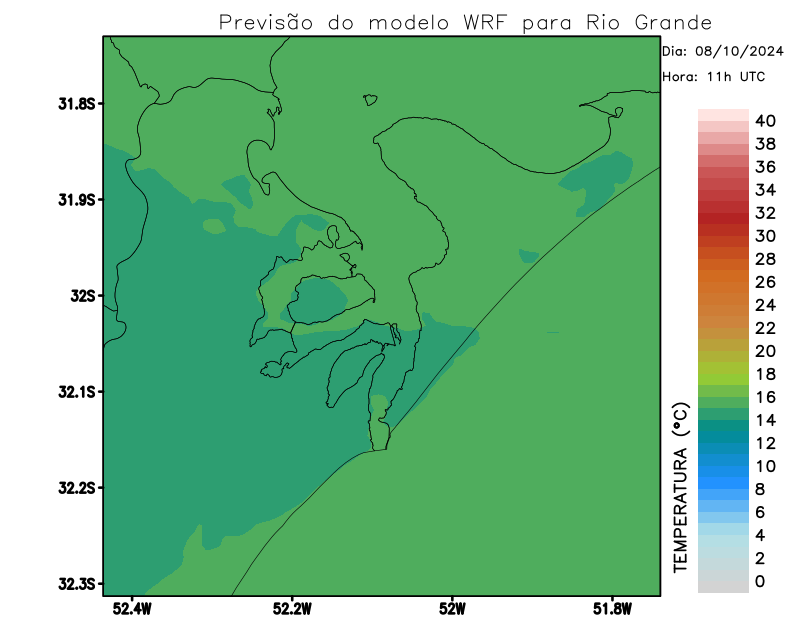 Previsão do modelo WRF para Rio Grande
Dia: 08/10/2024
Hora: 11h UTC
31.8S
31.9S
32S
32.1S
32.2S
32.3S
52.4W
52.2W
52W
51.8W
TEMPERATURA (°C)
40
38
36
34
32
30
28
26
24
22
20
18
16
14
12
10
8
6
4
2
0